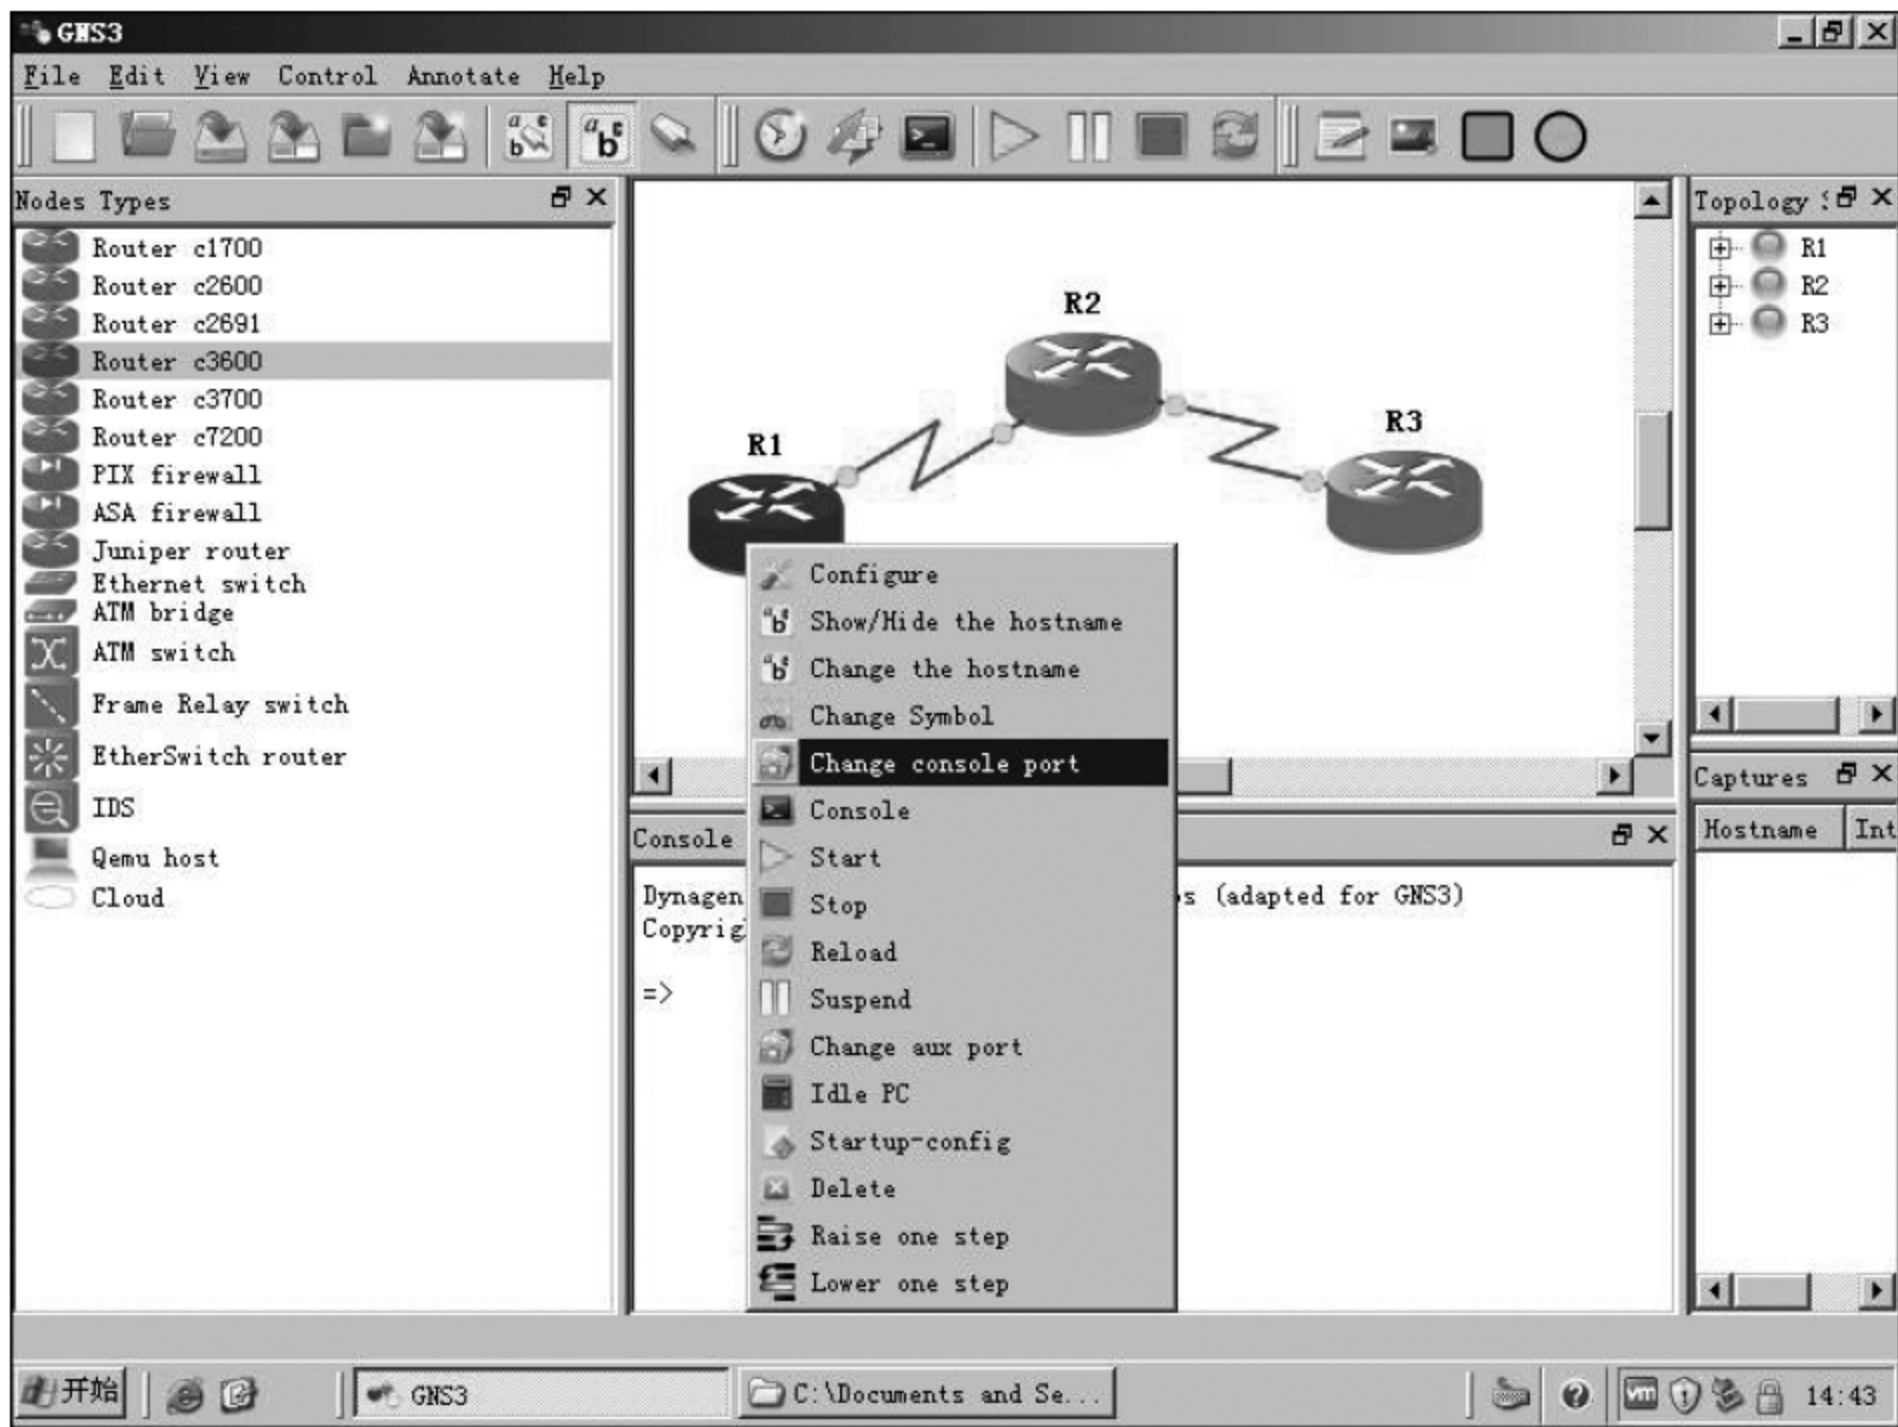 GNS3
File Edit View Control Annotate Help
Nodes Types
Router c1700
Router c2600
Router c2691
Router c3600
Router c3700
Router c7200
PIX firewall
ASA firewall
Juniper router
Ethernet switch
ATM bridge
ATM switch
Frame Relay switch
EtherSwitch router
IDS
Qemu host
Cloud
R1
R2
R3
Configure
Show/Hide the hostname
Change the hostname
Change Symbol
Change console port
Console
Start
Stop
Reload
Suspend
Change aux port
Idle PC
Startup-config
Delete
Raise one step
Lower one step
Console
Dynagen s (adapted for GNS3)
Copyrig
=>
Topology
R1
R2
R3
Captures
Hostname Int
开始 GNS3 C:\Documents and Se... 14:43